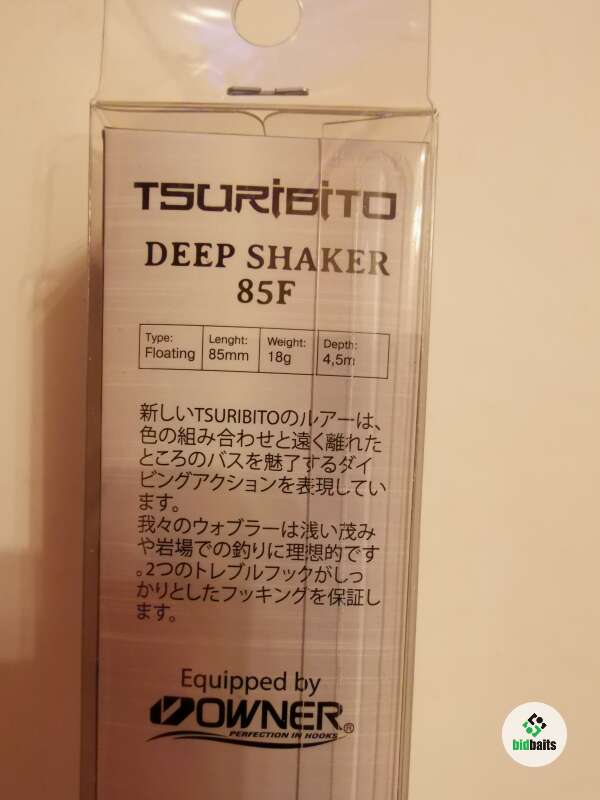 TSURIBITO
DEEP SHAKER
85F
Type: Lenght: Weight: Depth:
Floating 85mm 18g 4,5m
新しいTSURIBITOのルアーは、
色の組み合わせと遠く離れた
ところのバスを魅了するダイ
ビングアクションを表現してい
ます。
我々のウォブラーは浅い茂み
や岩場での釣りに理想的です
。2つのトレブルフックがしっ
かりとしたフッキングを保証し
ます。
Equipped by
OWNER®
PERFECTION IN HOOKS
bidbaits